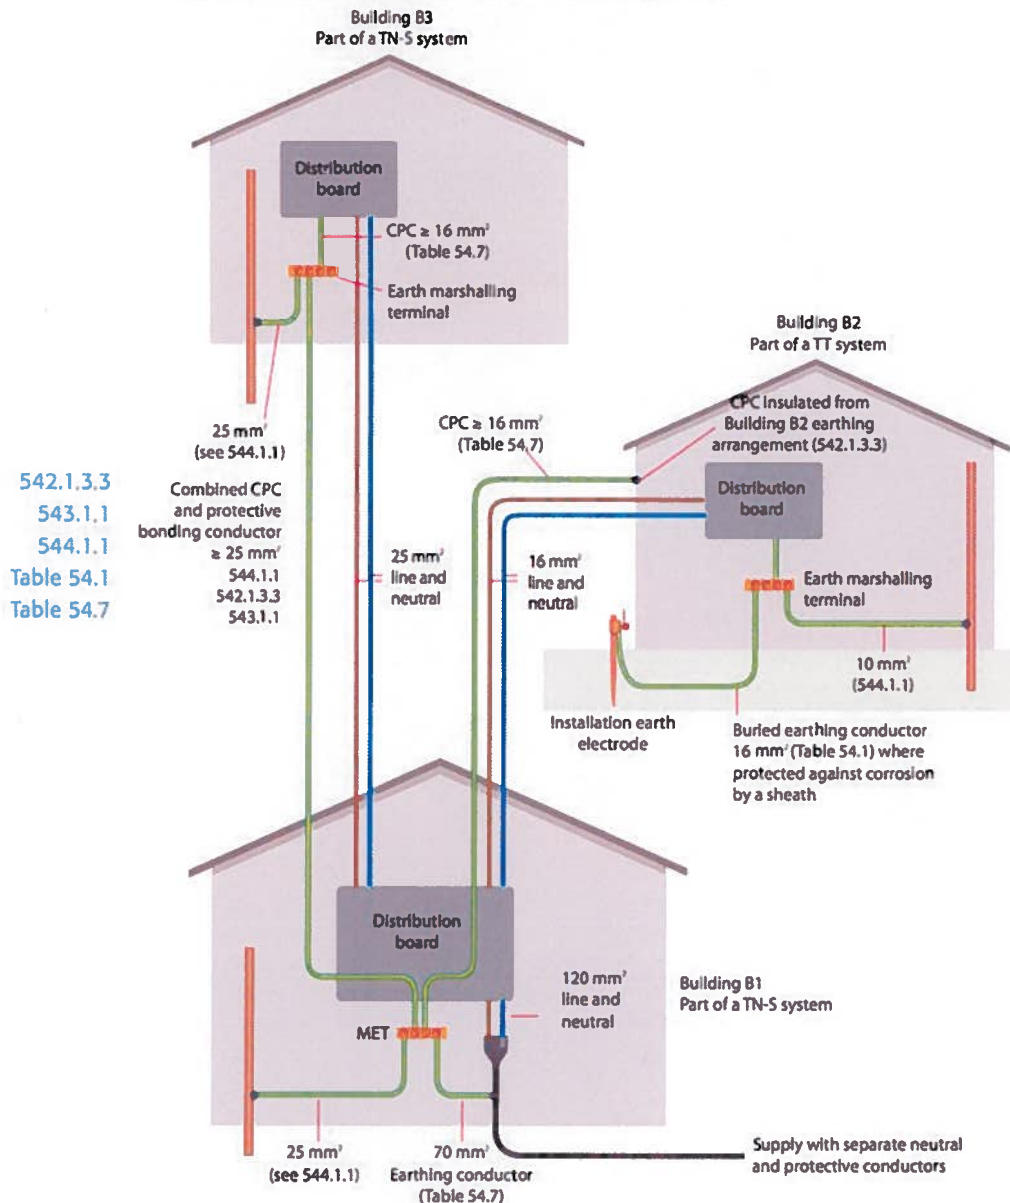 Building B3
Part of a TN-S system
Distribution
board
CPC ≥ 16 mm²
(Table 54.7)
Earth marshalling
terminal
25 mm²
(see 544.1.1)
Combined CPC
and protective
bonding conductor
≥ 25 mm²
544.1.1
542.1.3.3
543.1.1
542.1.3.3
543.1.1
544.1.1
Table 54.1
Table 54.7
25 mm²
line and
neutral
16 mm²
line and
neutral
CPC ≥ 16 mm²
(Table 54.7)
Building B2
Part of a TT system
CPC insulated from
Building B2 earthing
arrangement (542.1.3.3)
Distribution
board
Earth marshalling
terminal
10 mm²
(544.1.1)
Installation earth
electrode
Buried earthing conductor
16 mm² (Table 54.1) where
protected against corrosion
by a sheath
Distribution
board
120 mm²
line and
neutral
Building B1
Part of a TN-S system
MET
25 mm²
(see 544.1.1)
70 mm²
Earthing conductor
(Table 54.7)
Supply with separate neutral
and protective conductors